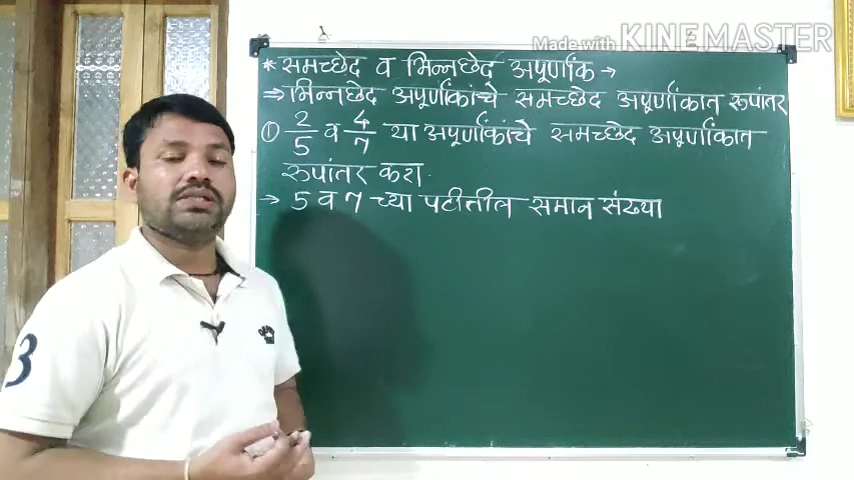 Made with KINEMASTER
* समच्छेद व भिन्नछेद अपूर्णांक →
⇒ भिन्नछेद अपूर्णांकांचे समच्छेद अपूर्णांकात रूपांतर
① 2/5 व 4/7 या अपूर्णांकांचे समच्छेद अपूर्णांकात
रूपांतर करा.
→ 5 व 7 च्या पटीतील समान संख्या
3